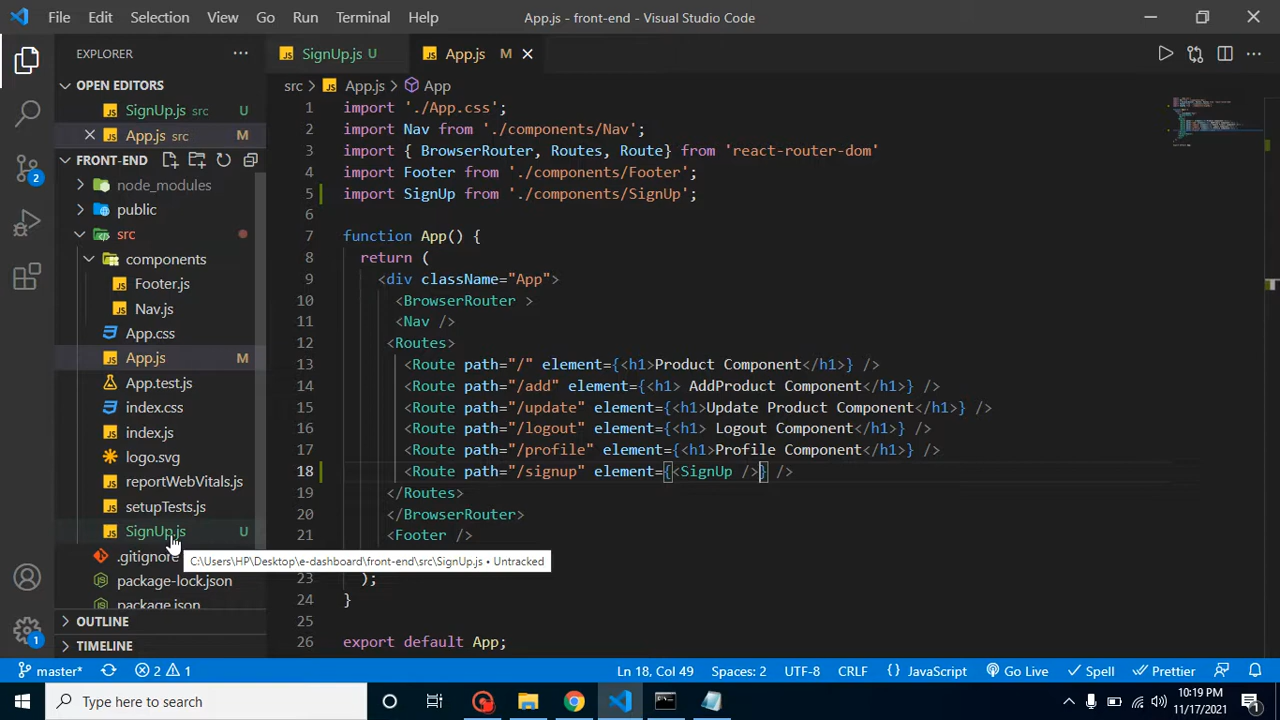 File Edit Selection View Go Run Terminal Help App.js - front-end - Visual Studio Code
EXPLORER
OPEN EDITORS
SignUp.js src U
App.js src M
FRONT-END
node_modules
public
src
components
Footer.js
Nav.js
App.css
App.js M
App.test.js
index.css
index.js
logo.svg
reportWebVitals.js
setupTests.js
SignUp.js U
.gitignore
package-lock.json
package.json
OUTLINE
TIMELINE
2
1
SignUp.js U App.js M
src > App.js > App
1 import './App.css';
2 import Nav from './components/Nav';
3 import { BrowserRouter, Routes, Route} from 'react-router-dom'
4 import Footer from './components/Footer';
5 import SignUp from './components/SignUp';
6
7 function App() {
8 return (
9 <div className="App">
10 <BrowserRouter >
11 <Nav />
12 <Routes>
13 <Route path="/" element={<h1>Product Component</h1>} />
14 <Route path="/add" element={<h1> AddProduct Component</h1>} />
15 <Route path="/update" element={<h1>Update Product Component</h1>} />
16 <Route path="/logout" element={<h1> Logout Component</h1>} />
17 <Route path="/profile" element={<h1>Profile Component</h1>} />
18 <Route path="/signup" element={<SignUp />} />
19 </Routes>
20 </BrowserRouter>
21 <Footer />
C:\Users\HP\Desktop\e-dashboard\front-end\src\SignUp.js • Untracked
23 );
24 }
25
26 export default App;
master* 2 1 Ln 18, Col 49 Spaces: 2 UTF-8 CRLF { } JavaScript Go Live Spell Prettier
Type here to search
10:19 PM
11/17/2021
1